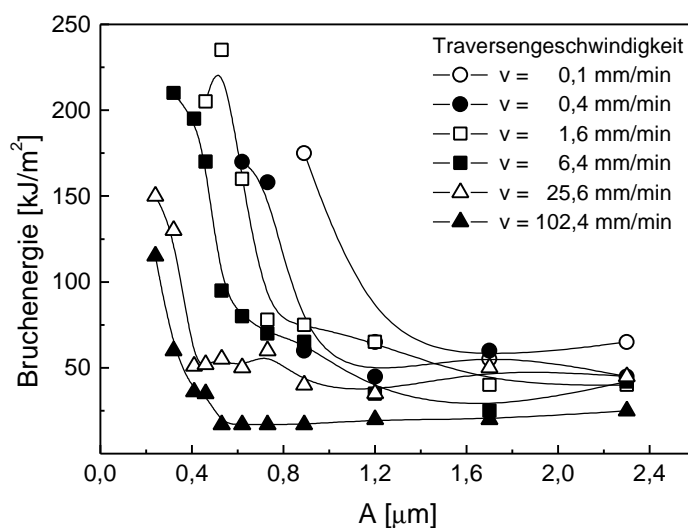 250
200
150
100
50
Bruchenergie [kJ/m²]
Traversengeschwindigkeit
v = 0,1 mm/min
v = 0,4 mm/min
v = 1,6 mm/min
v = 6,4 mm/min
v = 25,6 mm/min
v = 102,4 mm/min
0,0 0,4 0,8 1,2 1,6 2,0 2,4
A [µm]